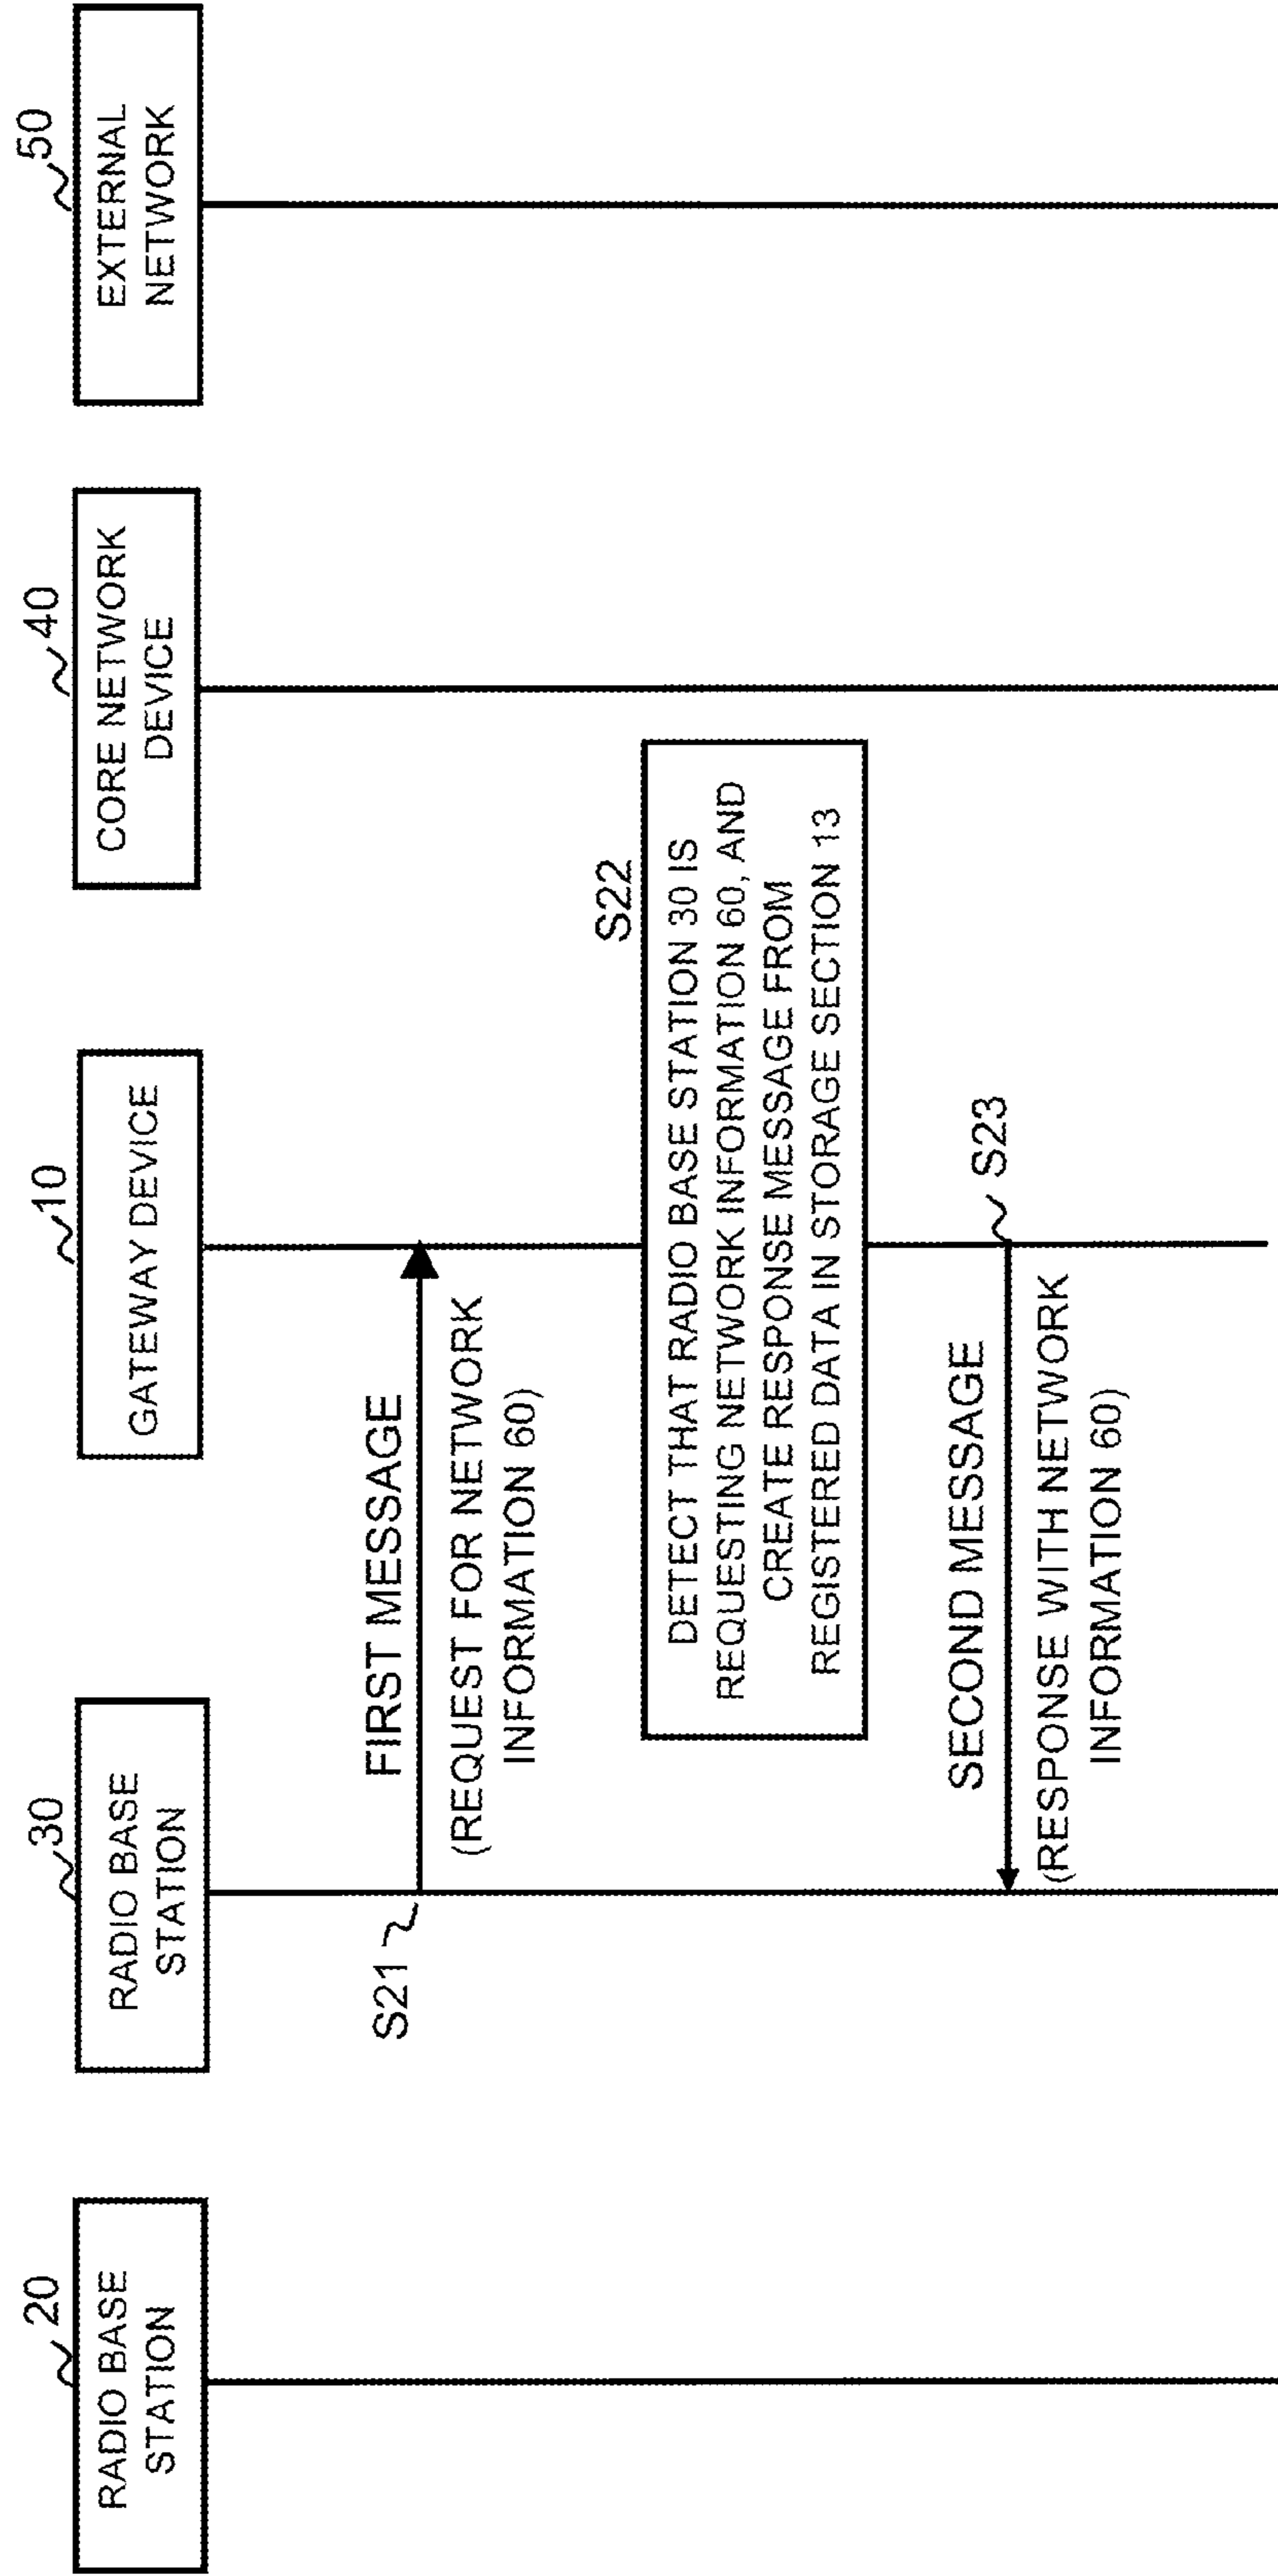 20
RADIO BASE
STATION
30
RADIO BASE
STATION
10
GATEWAY DEVICE
40
CORE NETWORK
DEVICE
50
EXTERNAL
NETWORK
S21
FIRST MESSAGE
(REQUEST FOR NETWORK
INFORMATION 60)
S22
DETECT THAT RADIO BASE STATION 30 IS
REQUESTING NETWORK INFORMATION 60, AND
CREATE RESPONSE MESSAGE FROM
REGISTERED DATA IN STORAGE SECTION 13
SECOND MESSAGE
S23
(RESPONSE WITH NETWORK
INFORMATION 60)